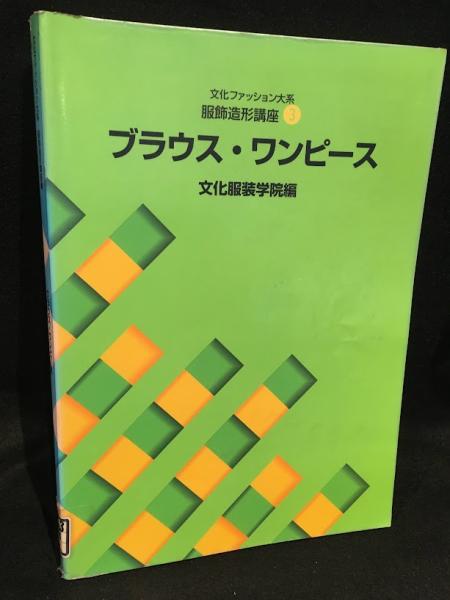 文化ファッション大系
服飾造形講座 3
ブラウス・ワンピース
文化服装学院編